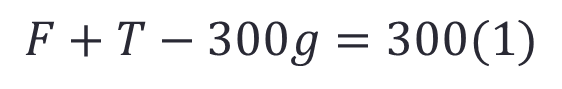 F + T − 300g = 300(1)